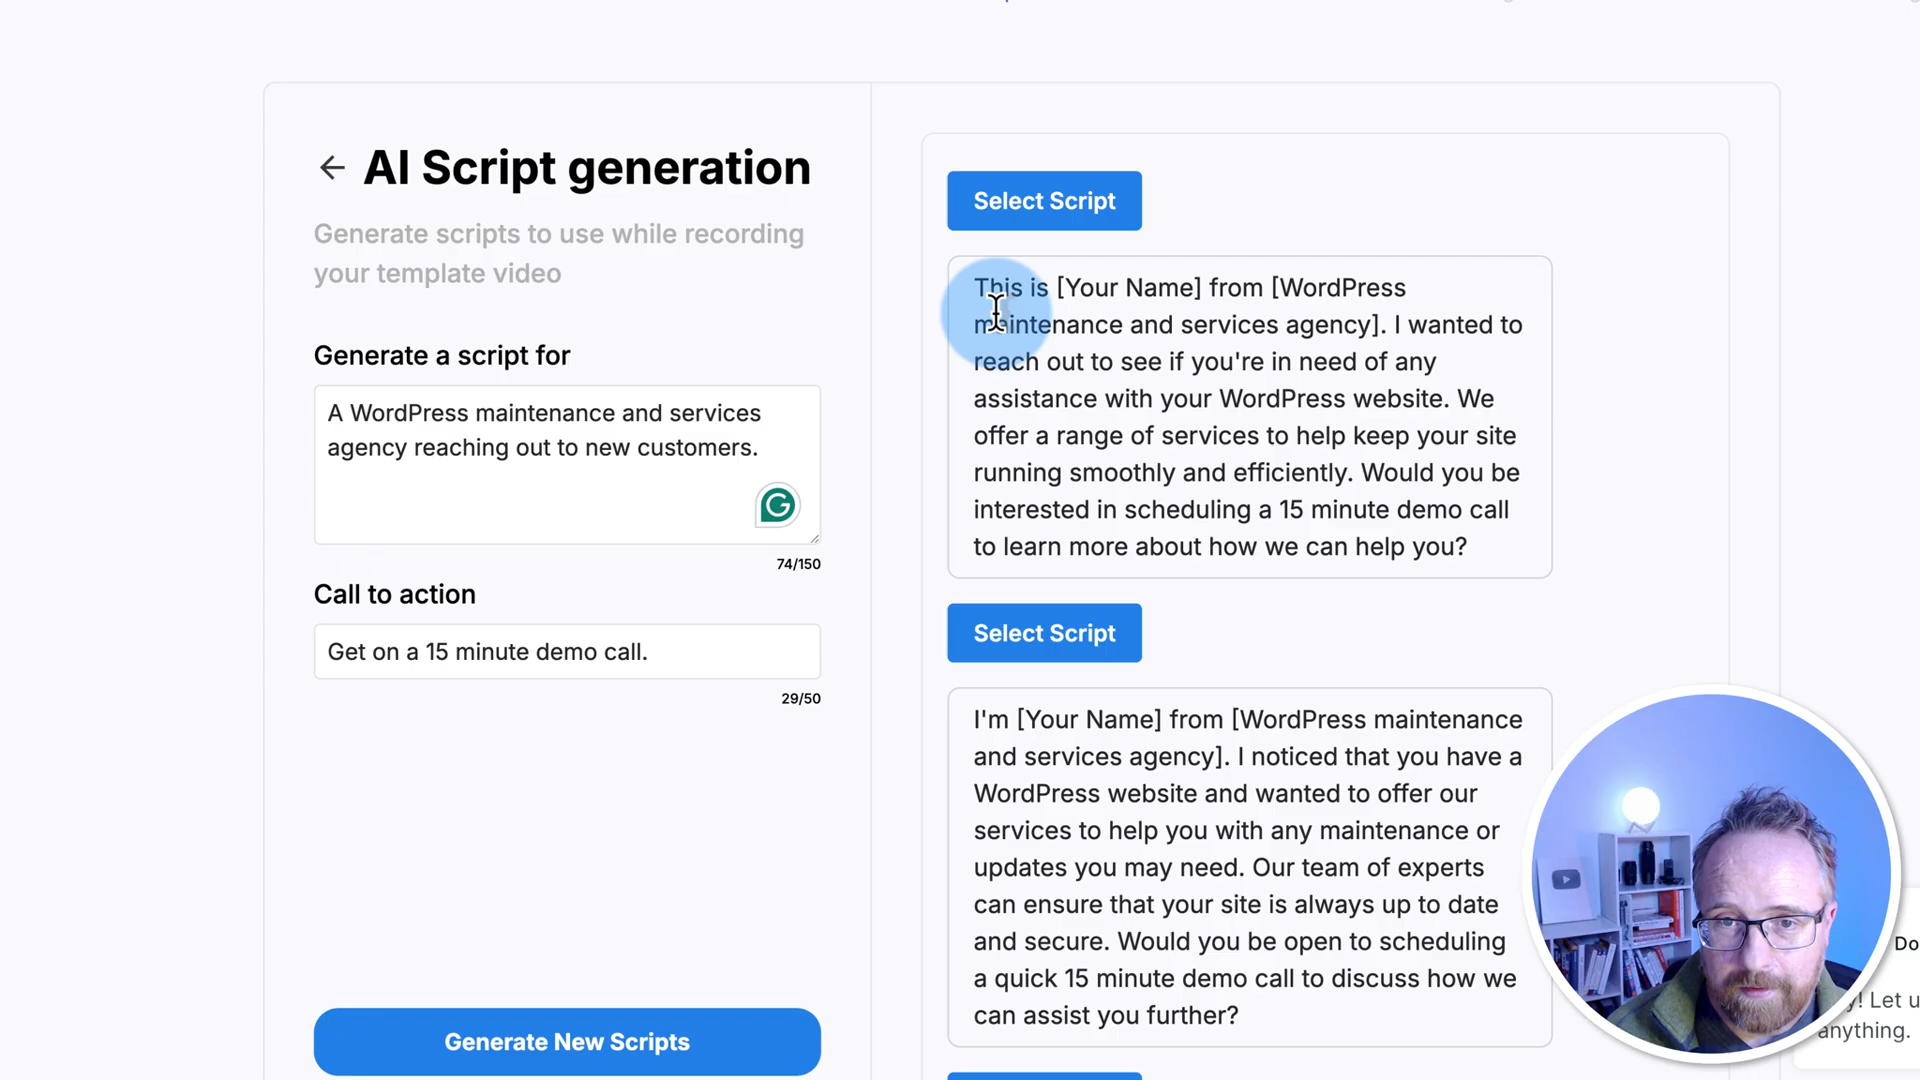 AI Script generation
Generate scripts to use while recording
your template video
Generate a script for
A WordPress maintenance and services
agency reaching out to new customers.
74/150
Call to action
Get on a 15 minute demo call.
29/50
Generate New Scripts
Select Script
This is [Your Name] from [WordPress
maintenance and services agency]. I wanted to
reach out to see if you're in need of any
assistance with your WordPress website. We
offer a range of services to help keep your site
running smoothly and efficiently. Would you be
interested in scheduling a 15 minute demo call
to learn more about how we can help you?
Select Script
I'm [Your Name] from [WordPress maintenance
and services agency]. I noticed that you have a
WordPress website and wanted to offer our
services to help you with any maintenance or
updates you may need. Our team of experts
can ensure that your site is always up to date
and secure. Would you be open to scheduling
a quick 15 minute demo call to discuss how we
can assist you further?
Do
y! Let u
anything.